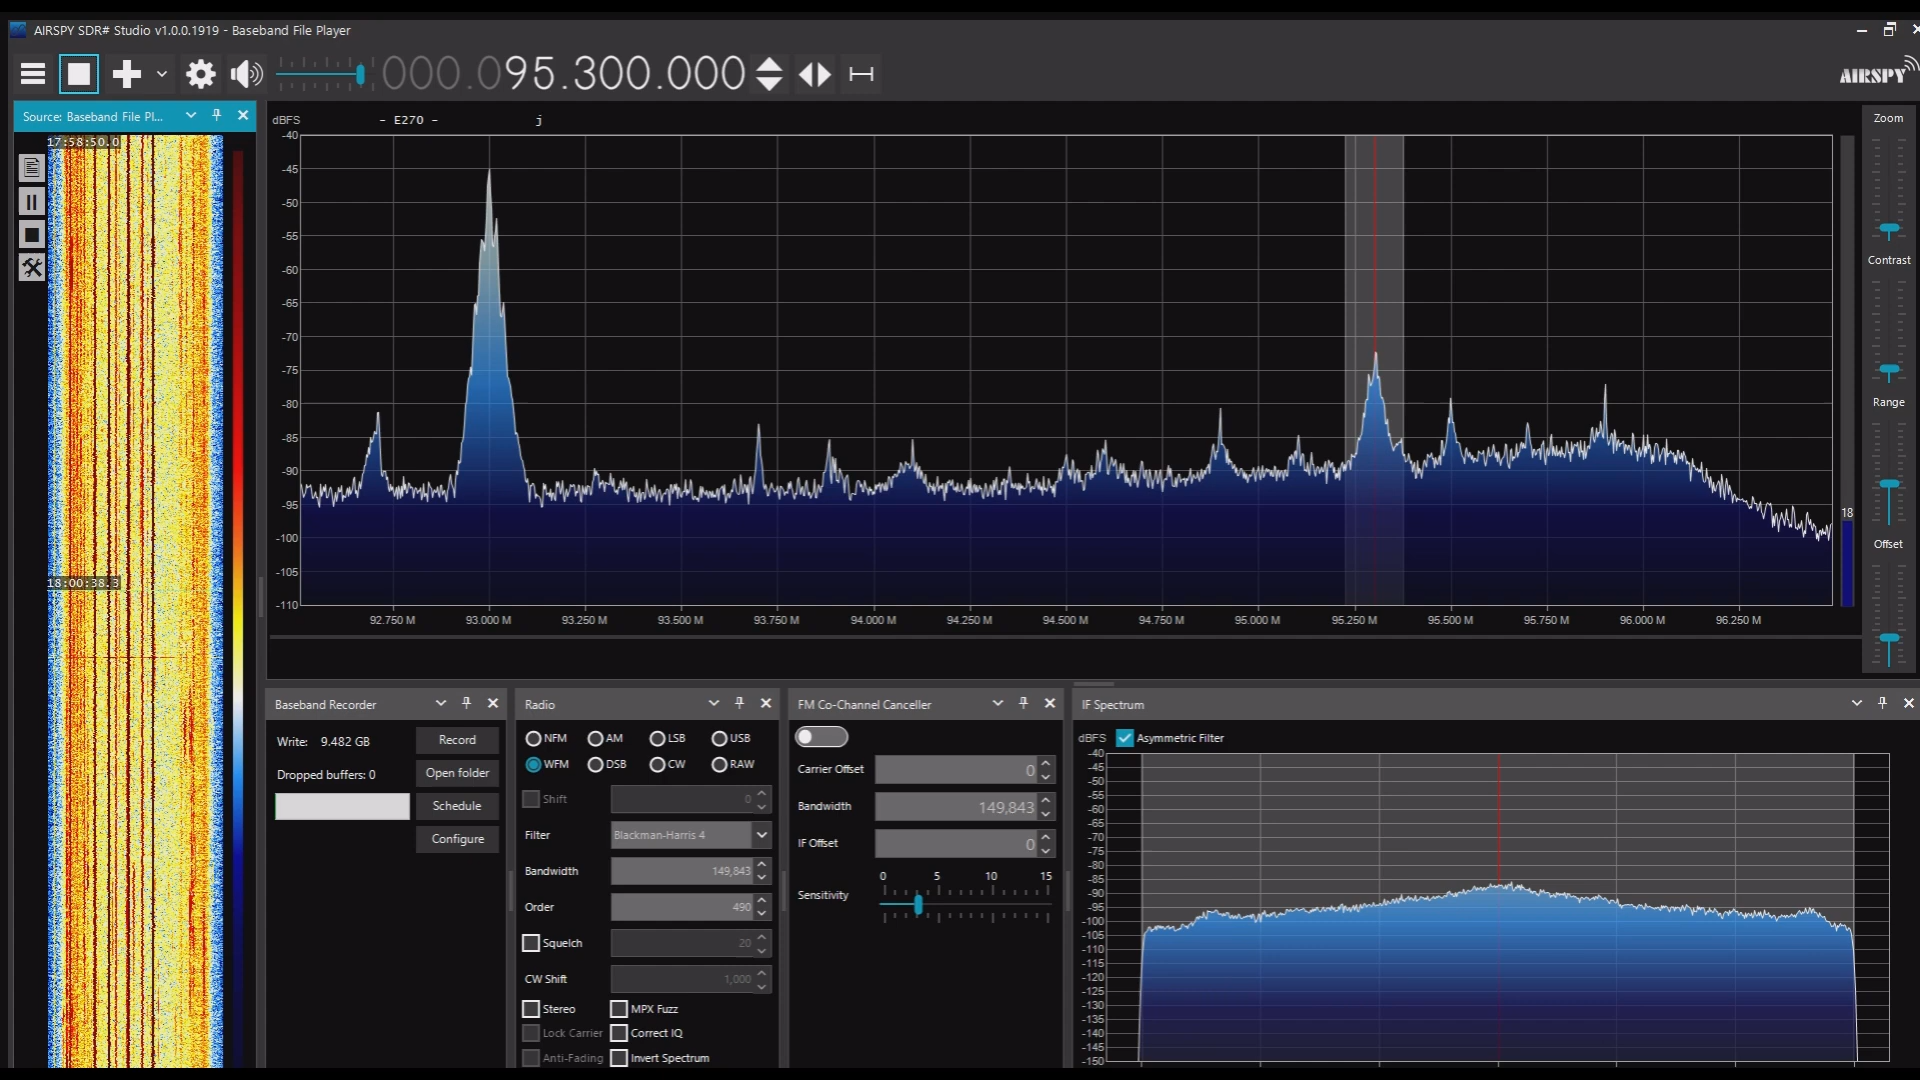 AIRSPY SDR# Studio v1.0.0.1919 - Baseband File Player
000.095.300.000
AIRSPY
Source: Baseband File Pl...
17:58:50.0
18:00:38.3
dBFS
- E270 -
j
-40
-45
-50
-55
-60
-65
-70
-75
-80
-85
-90
-95
-100
-105
-110
92.750 M
93.000 M
93.250 M
93.500 M
93.750 M
94.000 M
94.250 M
94.500 M
94.750 M
95.000 M
95.250 M
95.500 M
95.750 M
96.000 M
96.250 M
18
Zoom
Contrast
Range
Offset
Baseband Recorder
Write: 9.482 GB
Record
Dropped buffers: 0
Open folder
Schedule
Configure
Radio
NFM AM LSB USB
WFM DSB CW RAW
Shift 0
Filter Blackman-Harris 4
Bandwidth 149,843
Order 490
Squelch 20
CW Shift 1,000
Stereo MPX Fuzz
Lock Carrier Correct IQ
Anti-Fading Invert Spectrum
FM Co-Channel Canceller
Carrier Offset 0
Bandwidth 149,843
IF Offset 0
0 5 10 15
Sensitivity
IF Spectrum
dBFS Asymmetric Filter
-40
-45
-50
-55
-60
-65
-70
-75
-80
-85
-90
-95
-100
-105
-110
-115
-120
-125
-130
-135
-140
-145
-150